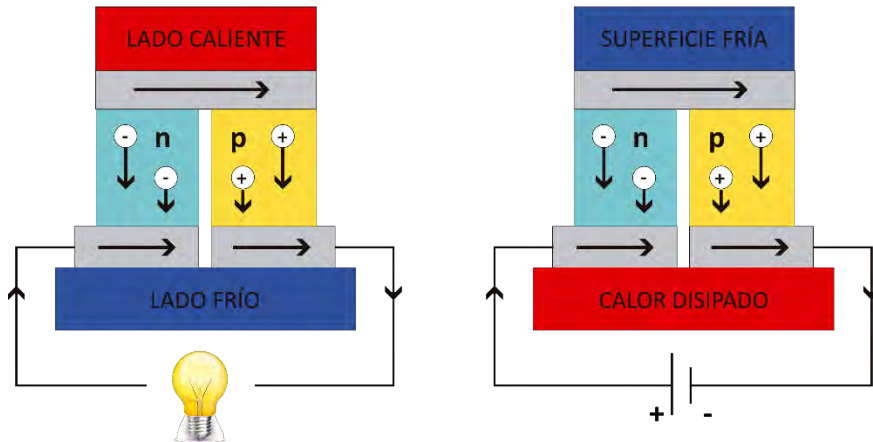 LADO CALIENTE
n p
- +
- +
LADO FRÍO
SUPERFICIE FRÍA
n p
- +
- +
CALOR DISIPADO
+ -